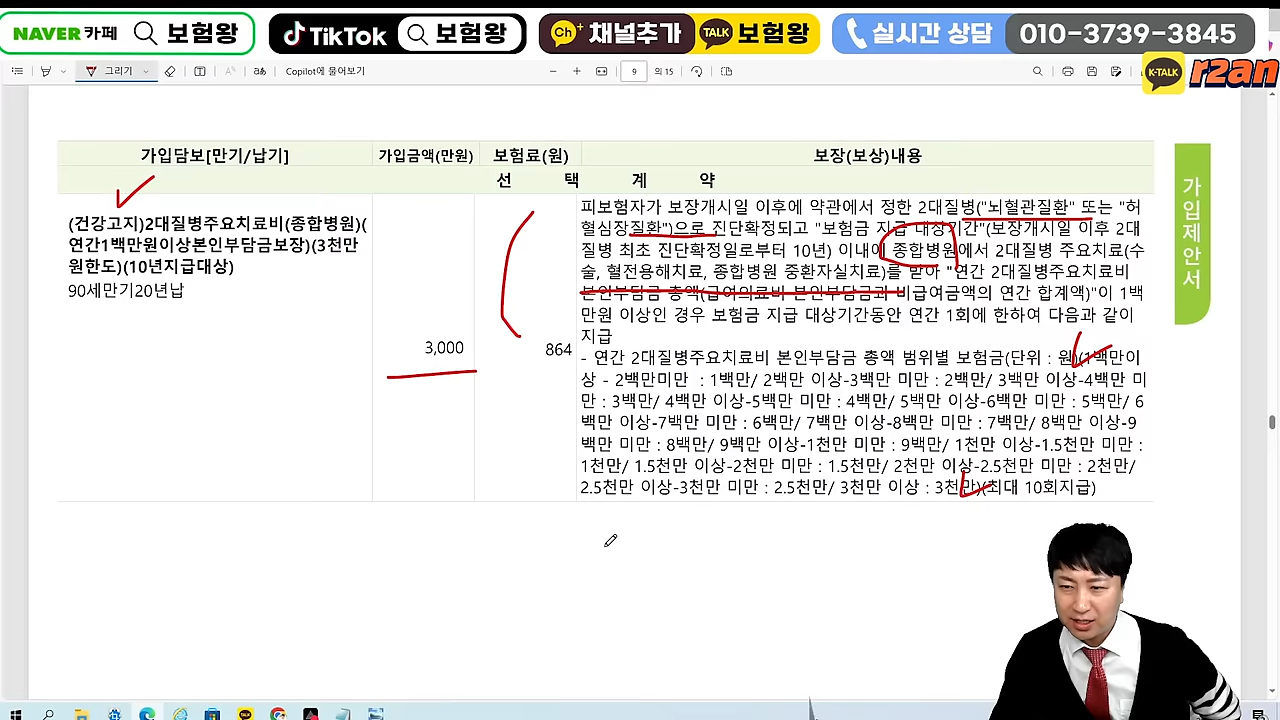 NAVER 카페 보험왕
TikTok 보험왕
Ch+ 채널추가 TALK 보험왕
실시간 상담 010-3739-3845
K-TALK r2an
그리기
Copilot에 물어보기
9 의 15
가입담보[만기/납기] 가입금액(만원) 보험료(원) 보장(보상)내용
선 택 계 약
(건강고지)2대질병주요치료비(종합병원)(
연간1백만원이상본인부담금보장)(3천만
원한도)(10년지급대상)
90세만기20년납
3,000
864
피보험자가 보장개시일 이후에 약관에서 정한 2대질병("뇌혈관질환" 또는 "허
혈심장질환")으로 진단확정되고 "보험금 지급 대상기간"(보장개시일 이후 2대
질병 최초 진단확정일로부터 10년) 이내에 종합병원에서 2대질병 주요치료(수
술, 혈전용해치료, 종합병원 중환자실치료)를 받아 "연간 2대질병주요치료비
본인부담금 총액(급여의료비 본인부담금과 비급여금액의 연간 합계액)"이 1백
만원 이상인 경우 보험금 지급 대상기간동안 연간 1회에 한하여 다음과 같이
지급
- 연간 2대질병주요치료비 본인부담금 총액 범위별 보험금(단위 : 원)(1백만이
상 - 2백만미만 : 1백만/ 2백만 이상-3백만 미만 : 2백만/ 3백만 이상-4백만 미
만 : 3백만/ 4백만 이상-5백만 미만 : 4백만/ 5백만 이상-6백만 미만 : 5백만/ 6
백만 이상-7백만 미만 : 6백만/ 7백만 이상-8백만 미만 : 7백만/ 8백만 이상-9
백만 미만 : 8백만/ 9백만 이상-1천만 미만 : 9백만/ 1천만 이상-1.5천만 미만 :
1천만/ 1.5천만 이상-2천만 미만 : 1.5천만/ 2천만 이상-2.5천만 미만 : 2천만/
2.5천만 이상-3천만 미만 : 2.5천만/ 3천만 이상 : 3천만)(최대 10회지급)
가입제안서